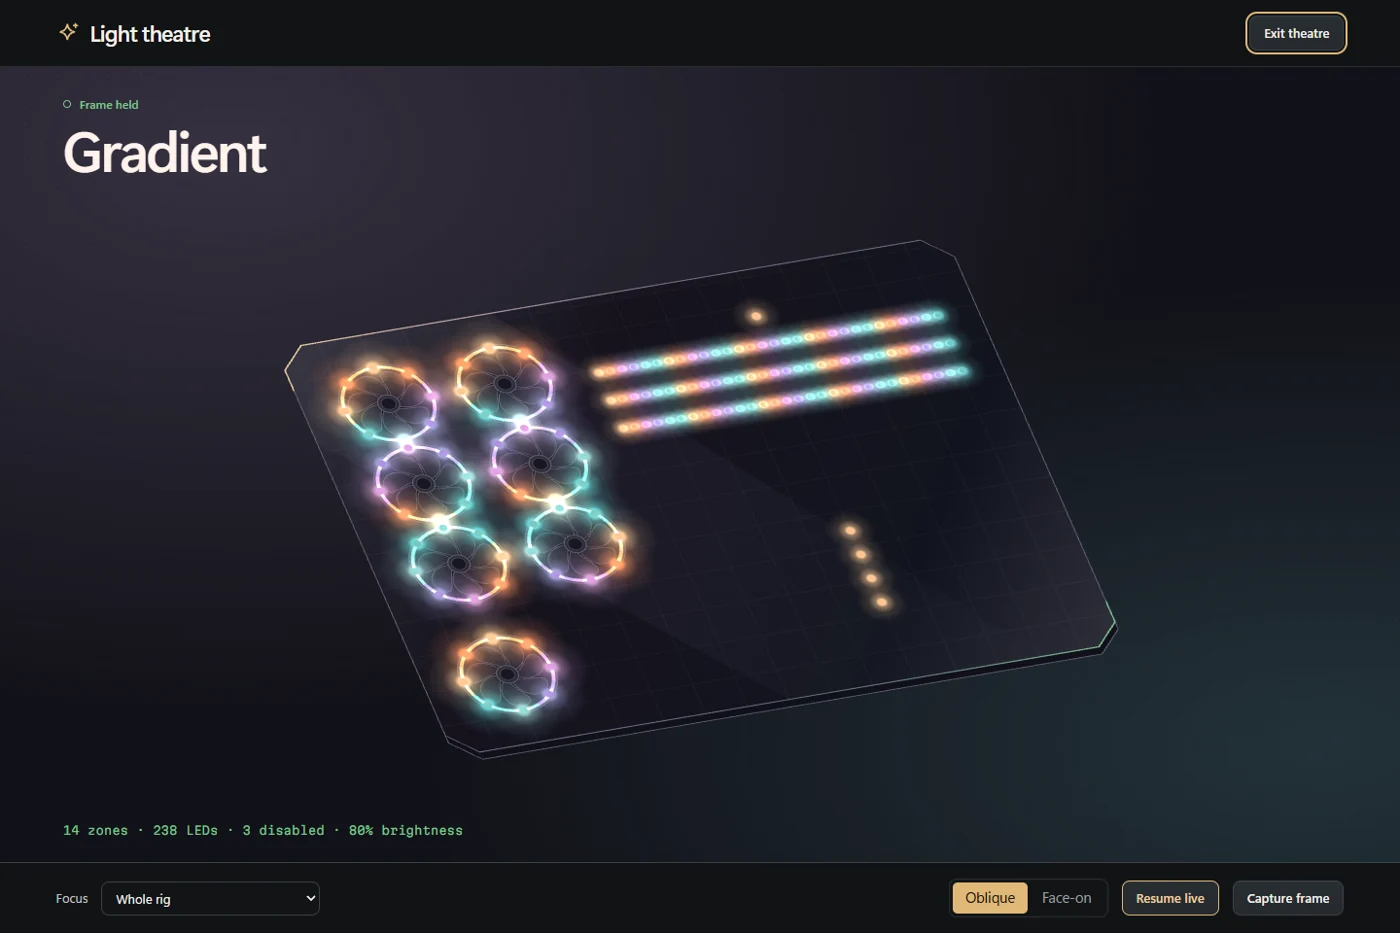 Light theatre
Exit theatre
Frame held
Gradient
14 zones · 238 LEDs · 3 disabled · 80% brightness
Focus
Whole rig
Oblique
Face-on
Resume live
Capture frame